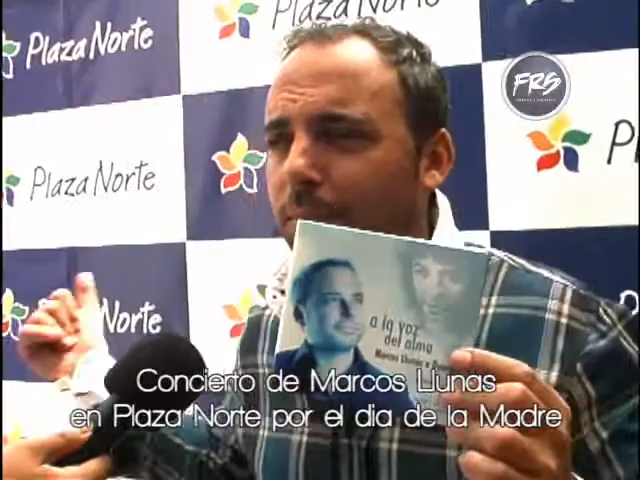 Plaza Norte
Plaza Norte
FRS
Plaza Norte
Norte
a la voz
del alma
Marcos Llunas a
Concierto de Marcos Llunas
en Plaza Norte por el dia de la Madre